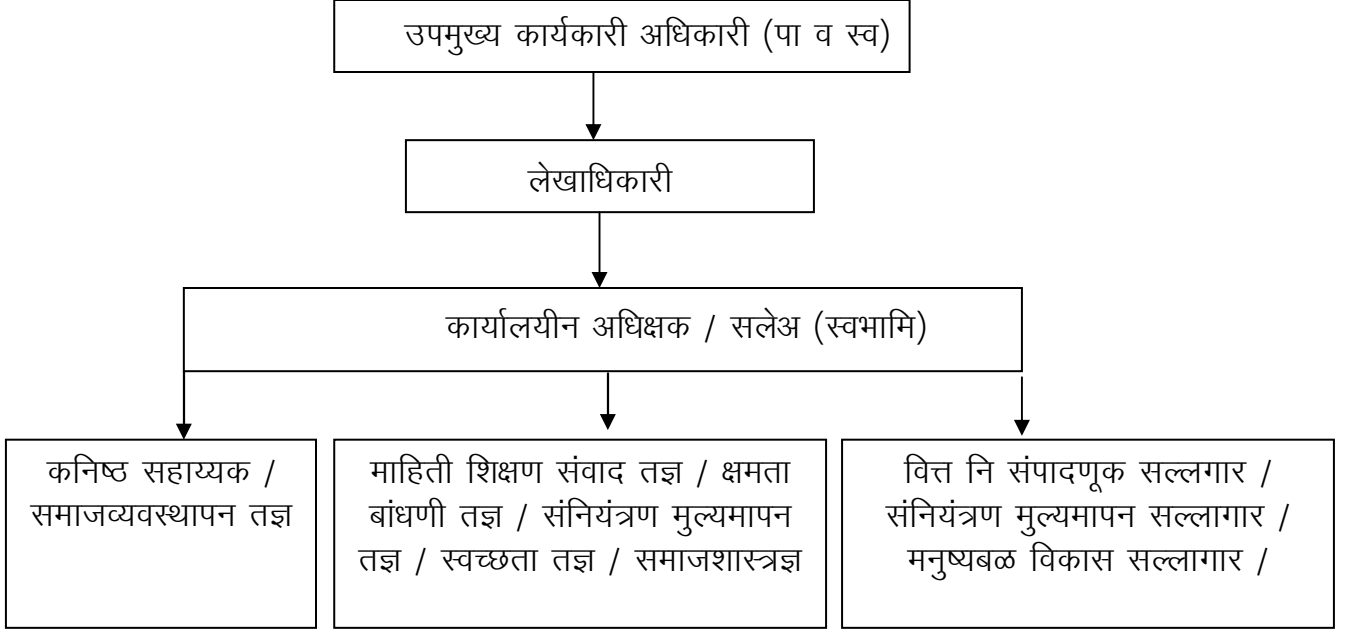 उपमुख्य कार्यकारी अधिकारी (पा व स्व)
लेखाधिकारी
कार्यालयीन अधिक्षक / सलेअ (स्वभामि)
कनिष्ठ सहाय्यक /
समाजव्यवस्थापन तज्ञ
माहिती शिक्षण संवाद तज्ञ / क्षमता
बांधणी तज्ञ / संनियंत्रण मुल्यमापन
तज्ञ / स्वच्छता तज्ञ / समाजशास्त्रज्ञ
वित्त नि संपादणूक सल्लगार /
संनियंत्रण मुल्यमापन सल्लागार /
मनुष्यबळ विकास सल्लागार /